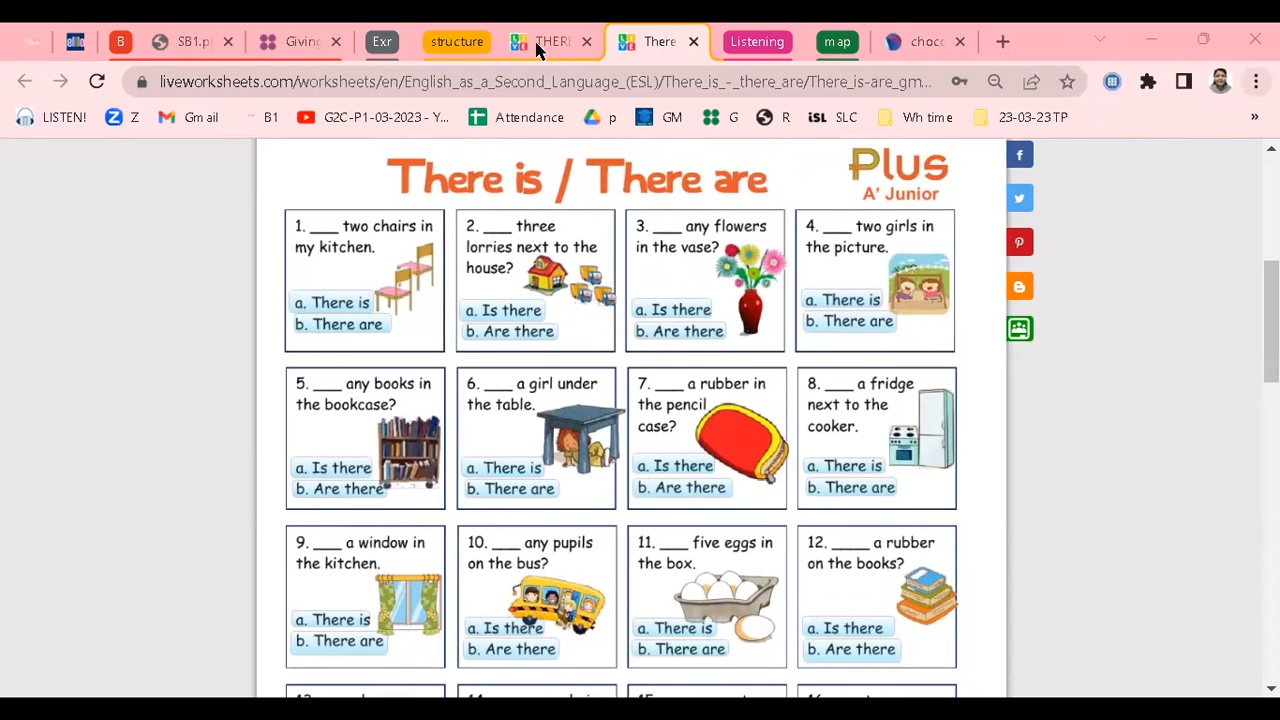 B
SB1.p
Giving
Exr
structure
THERE
There
Listening
map
choco
liveworksheets.com/worksheets/en/English_as_a_Second_Language_(ESL)/There_is_-_there_are/There_is-are_gm...
LISTEN!
Z
Gmail
B1
G2C-P1-03-2023 - Y...
Attendance
p
GM
G
R
iSL SLC
Wh time
23-03-23TP
»
There is / There are
Plus
A' Junior
1. ___ two chairs in
my kitchen.
a. There is
b. There are
2. ___ three
lorries next to the
house?
a. Is there
b. Are there
3. ___ any flowers
in the vase?
a. Is there
b. Are there
4. ___ two girls in
the picture.
a. There is
b. There are
5. ___ any books in
the bookcase?
a. Is there
b. Are there
6. ___ a girl under
the table.
a. There is
b. There are
7. ___ a rubber in
the pencil
case?
a. Is there
b. Are there
8. ___ a fridge
next to the
cooker.
a. There is
b. There are
9. ___ a window in
the kitchen.
a. There is
b. There are
10. ___ any pupils
on the bus?
a. Is there
b. Are there
11. ___ five eggs in
the box.
a. There is
b. There are
12. ____ a rubber
on the books?
a. Is there
b. Are there